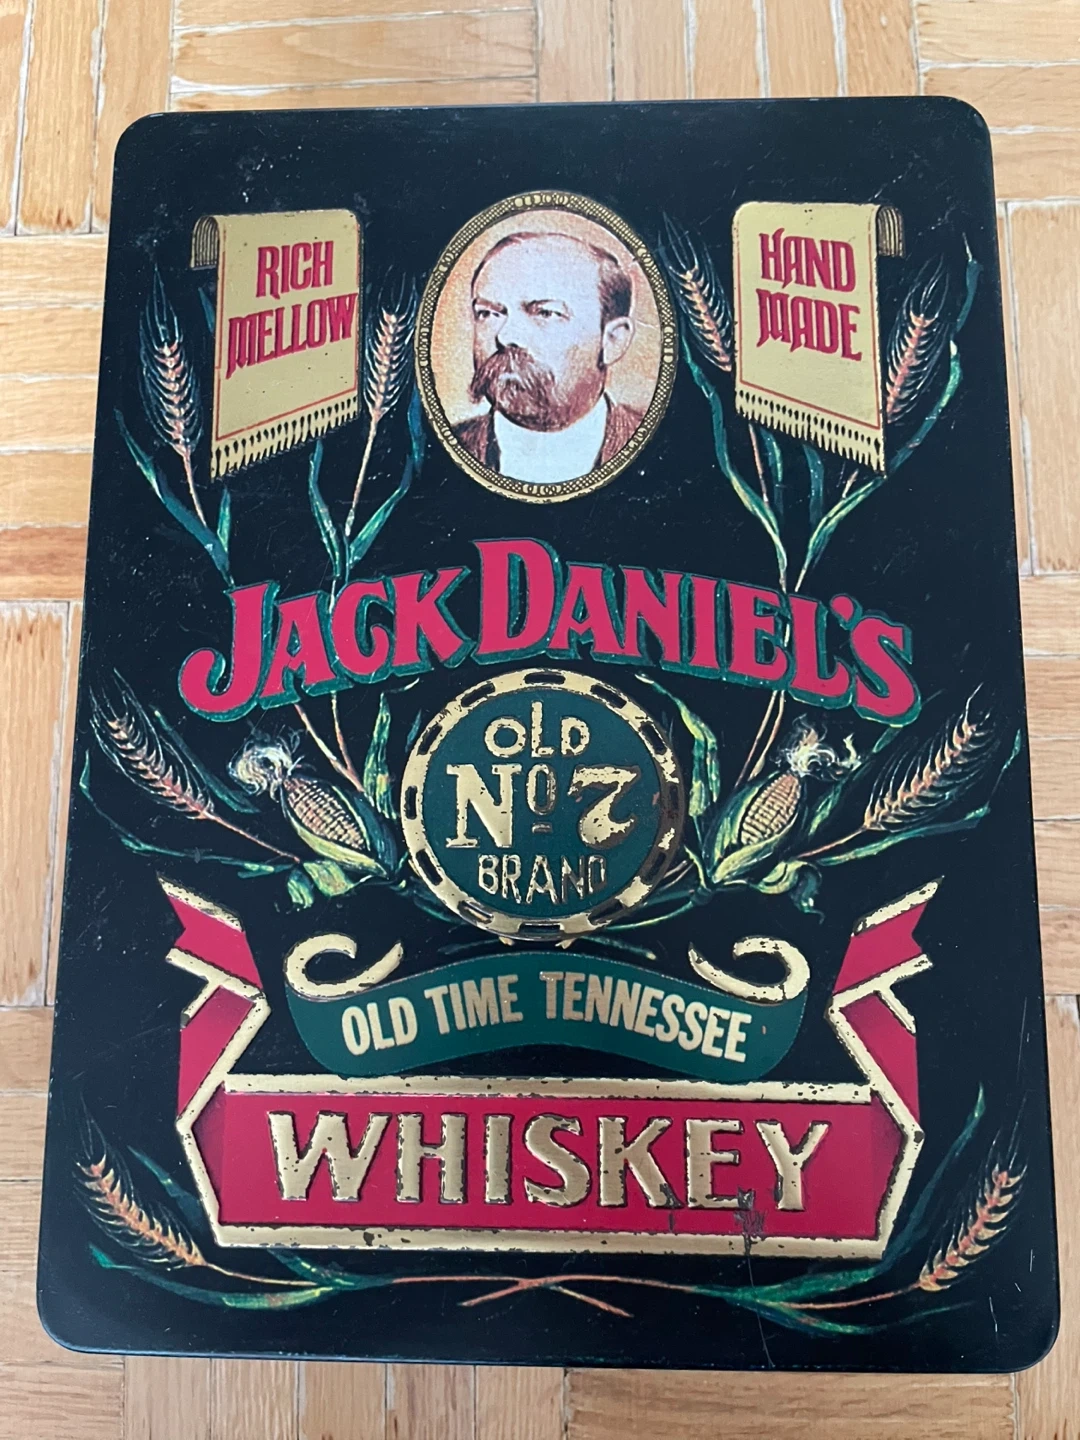 RICH
MELLOW
HAND
MADE
JACK DANIEL'S
OLD
No 7
BRAND
OLD TIME TENNESSEE
WHISKEY